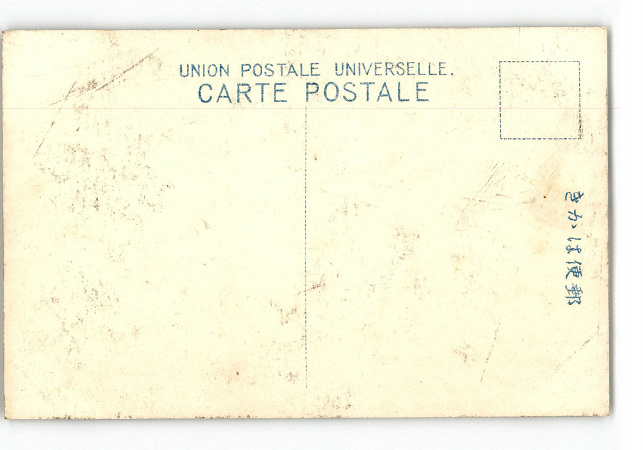 UNION POSTALE UNIVERSELLE.
CARTE POSTALE
郵便はかき